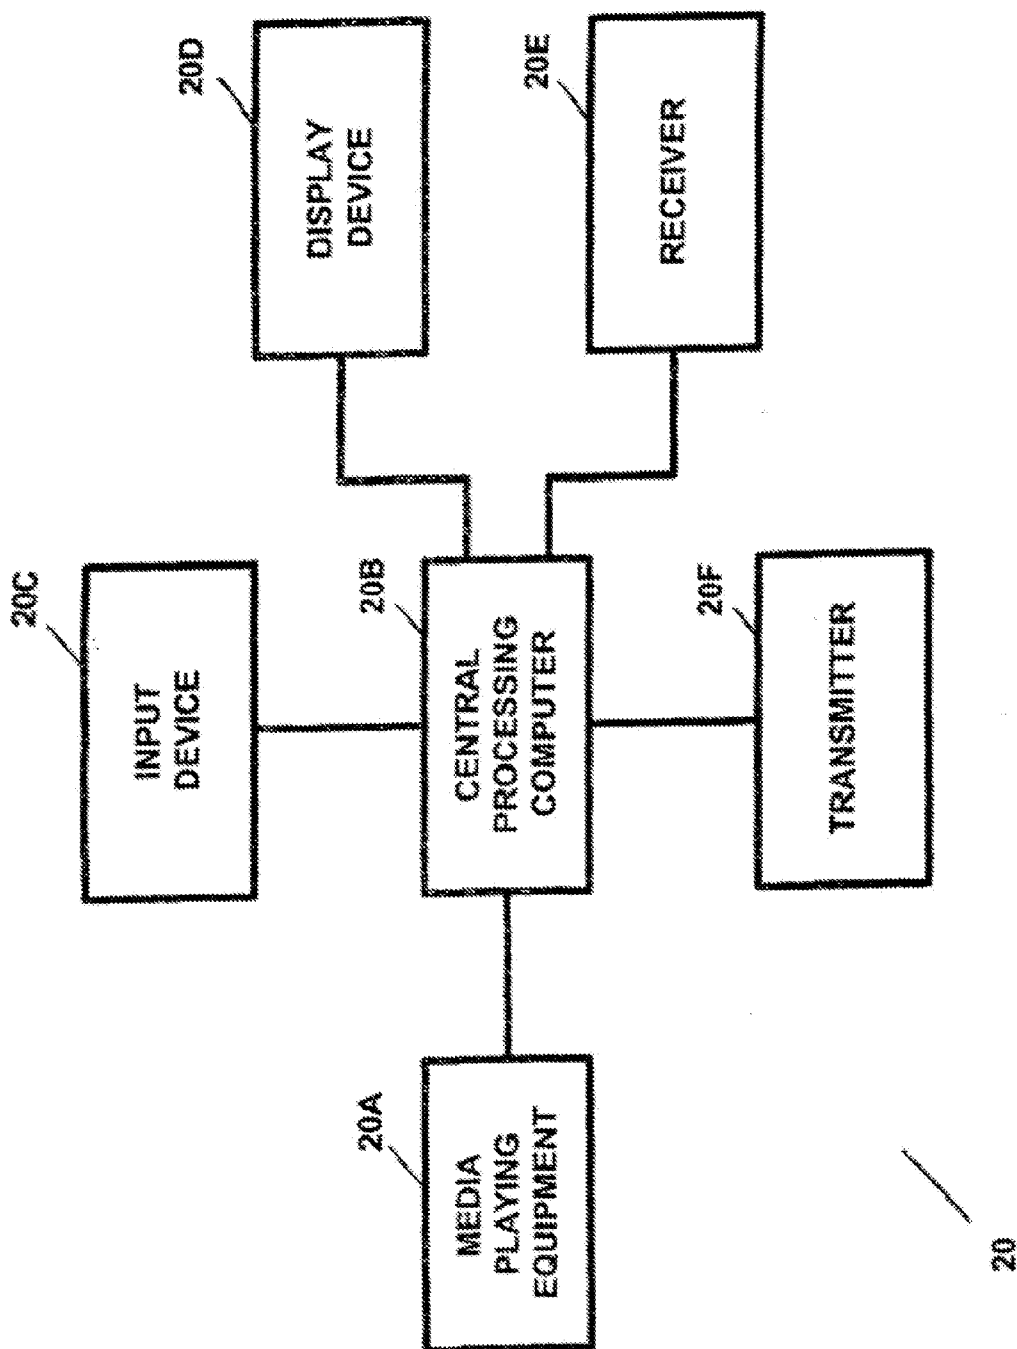 20C
INPUT
DEVICE
20D
DISPLAY
DEVICE
20A
MEDIA
PLAYING
EQUIPMENT
20B
CENTRAL
PROCESSING
COMPUTER
20E
RECEIVER
20F
TRANSMITTER
20